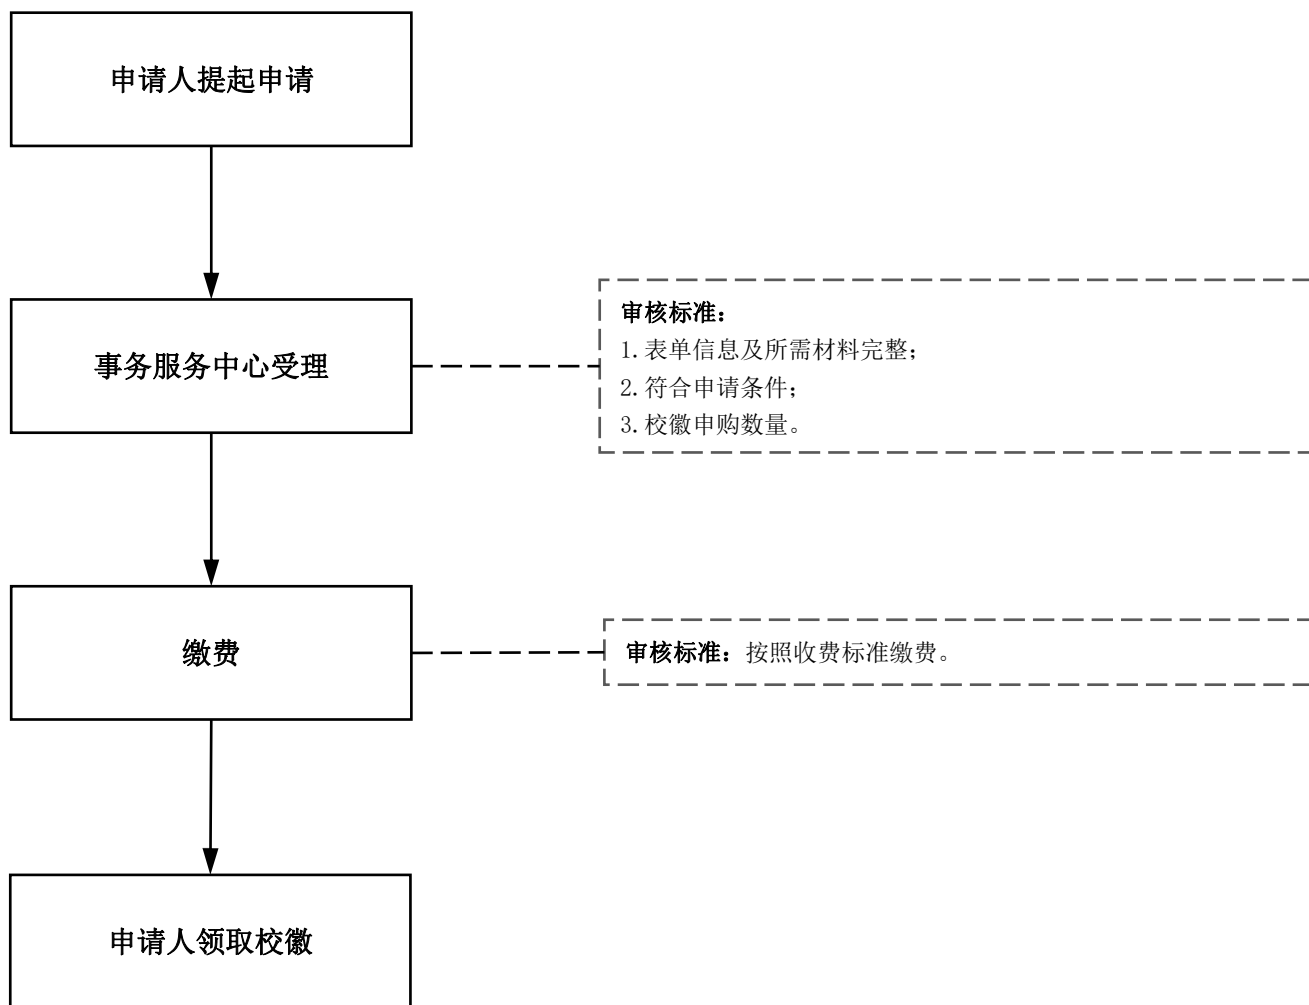 申请人提起申请
审核标准：
事务服务中心受理
1.表单信息及所需材料完整；
2.符合申请条件；
3.校徽申购数量。
缴费
审核标准：按照收费标准缴费。
申请人领取校徽